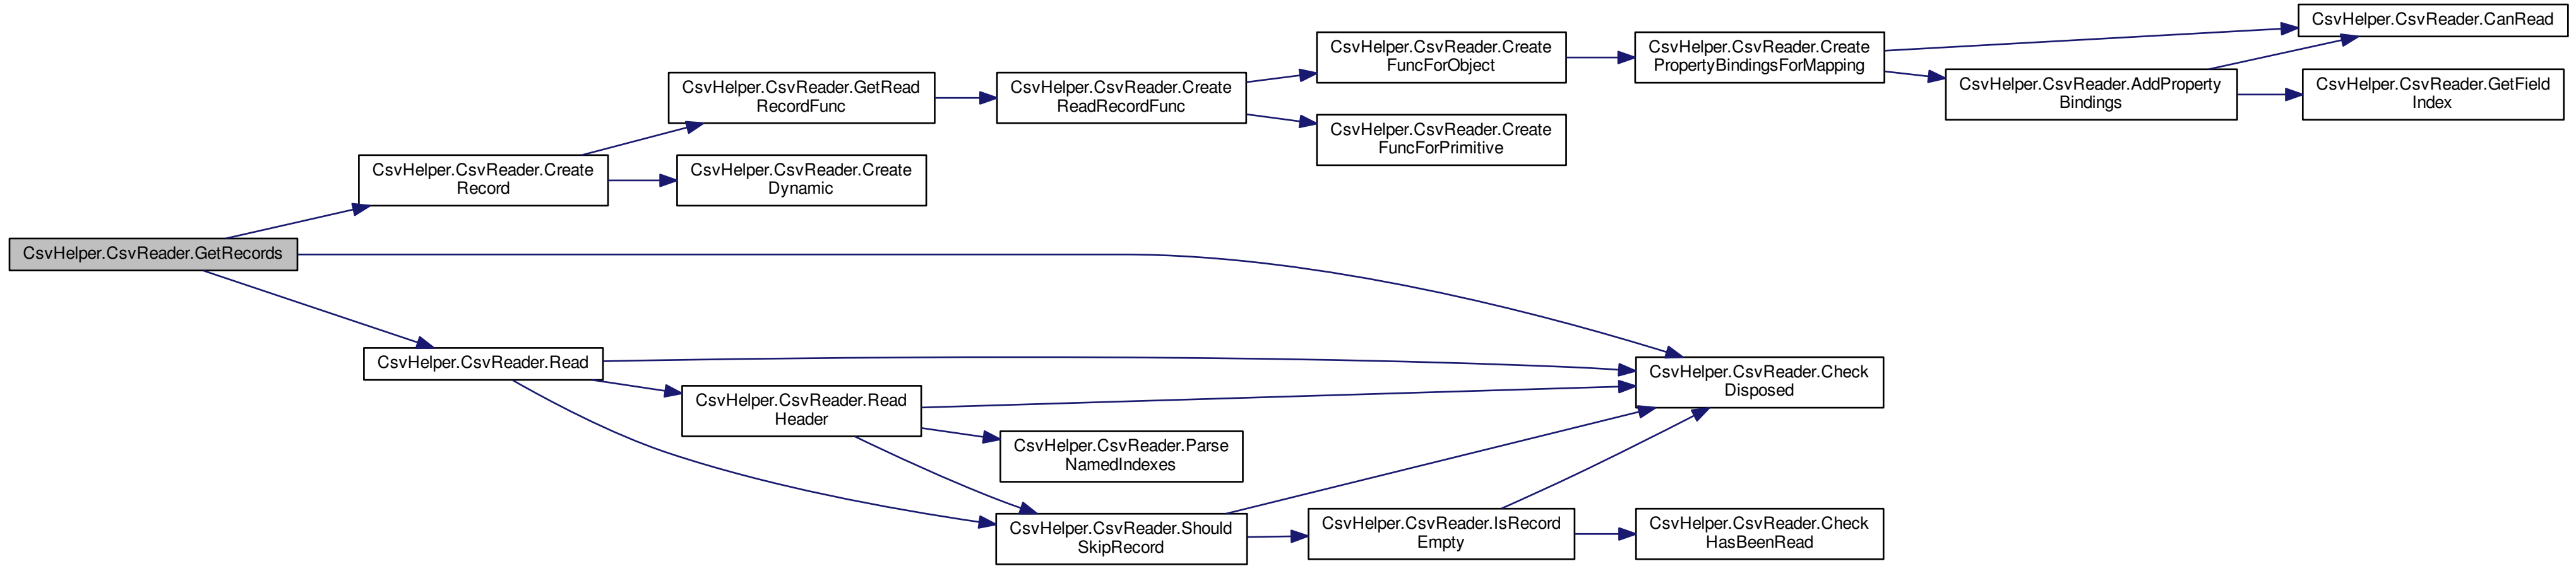 CsvHelper.CsvReader.GetRecords
CsvHelper.CsvReader.Create
Record
CsvHelper.CsvReader.GetRead
RecordFunc
CsvHelper.CsvReader.Create
Dynamic
CsvHelper.CsvReader.Create
ReadRecordFunc
CsvHelper.CsvReader.Create
FuncForObject
CsvHelper.CsvReader.Create
FuncForPrimitive
CsvHelper.CsvReader.Create
PropertyBindingsForMapping
CsvHelper.CsvReader.CanRead
CsvHelper.CsvReader.AddProperty
Bindings
CsvHelper.CsvReader.GetField
Index
CsvHelper.CsvReader.Read
CsvHelper.CsvReader.Read
Header
CsvHelper.CsvReader.Parse
NamedIndexes
CsvHelper.CsvReader.Should
SkipRecord
CsvHelper.CsvReader.IsRecord
Empty
CsvHelper.CsvReader.Check
Disposed
CsvHelper.CsvReader.Check
HasBeenRead